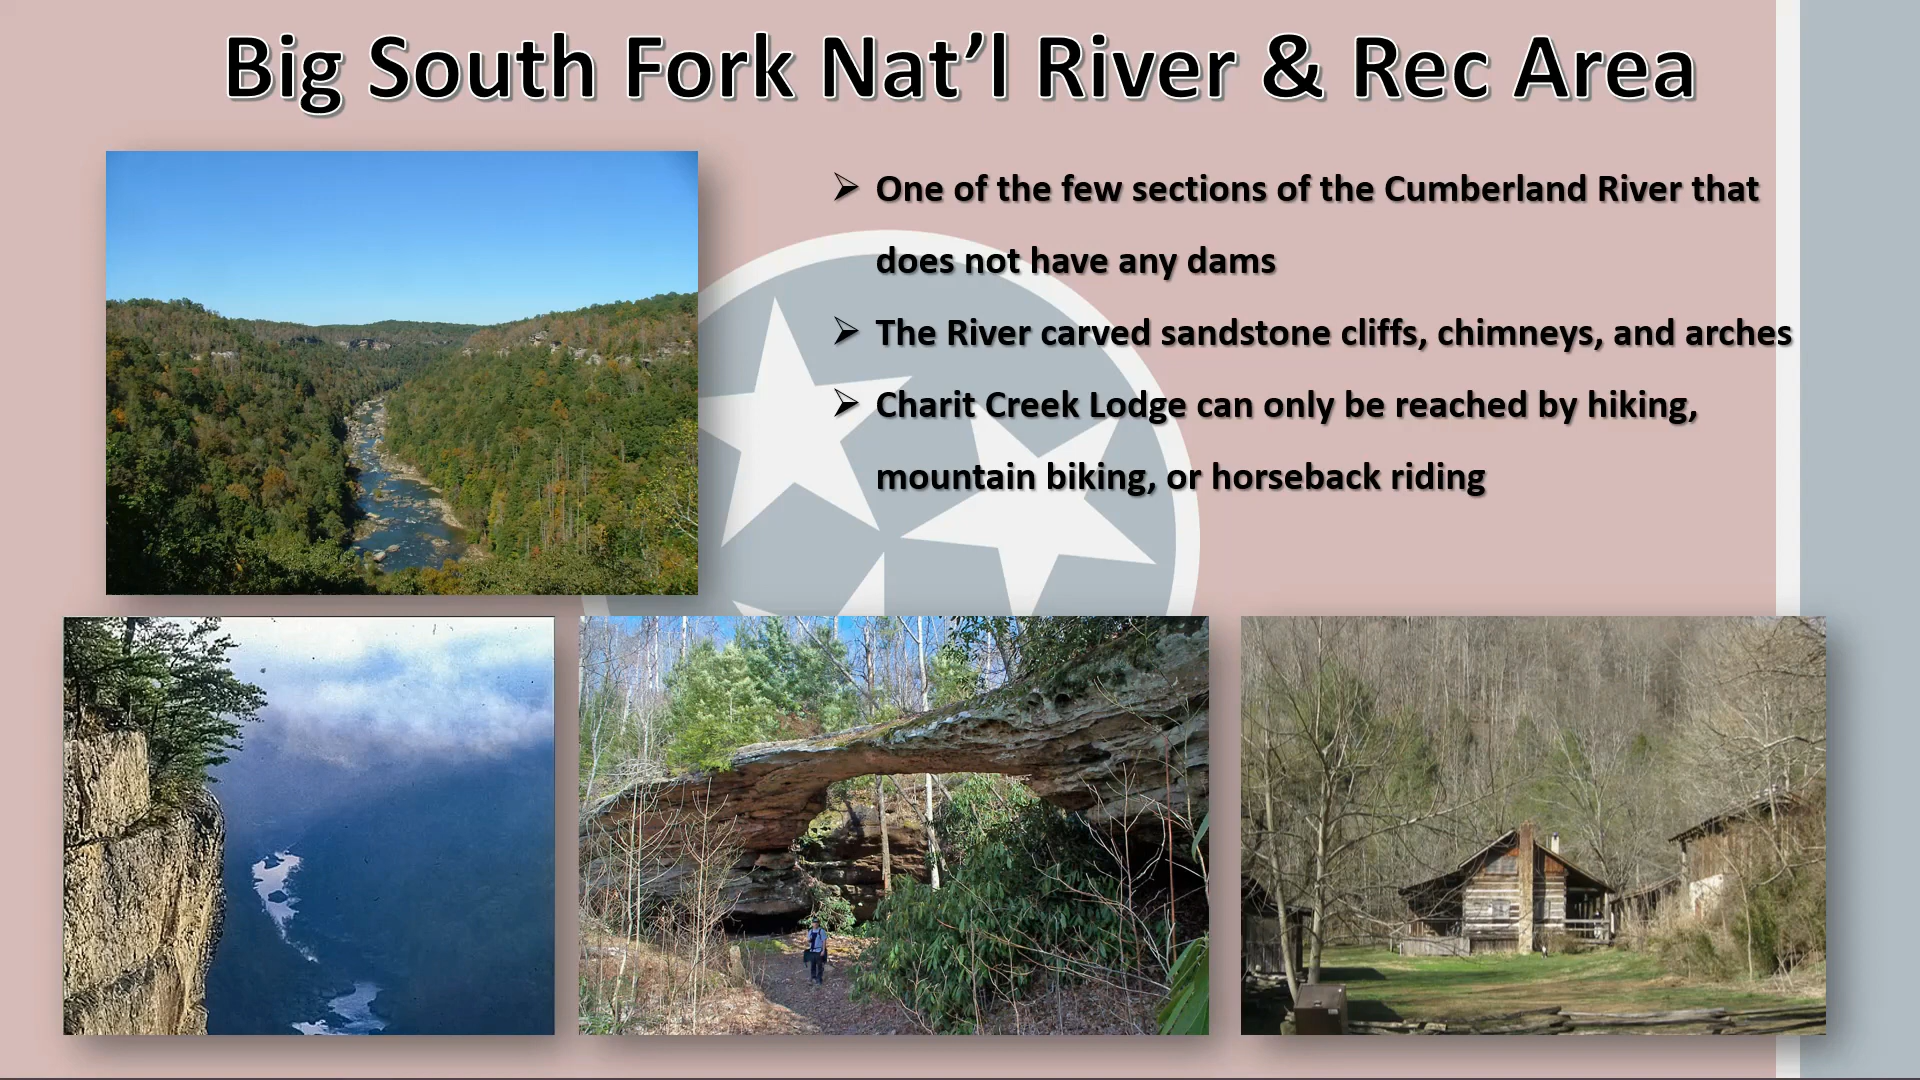 Big South Fork Nat’l River & Rec Area
➢ One of the few sections of the Cumberland River that
does not have any dams
➢ The River carved sandstone cliffs, chimneys, and arches
➢ Charit Creek Lodge can only be reached by hiking,
mountain biking, or horseback riding